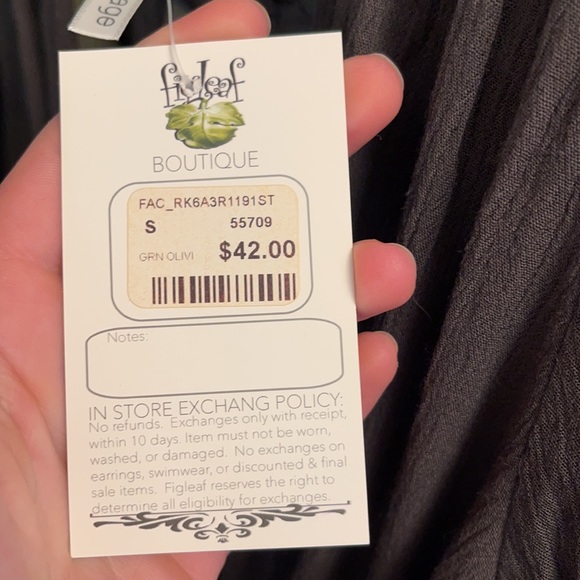 age
figleaf
BOUTIQUE
FAC_RK6A3R1191ST
S 55709
GRN OLIVI $42.00
Notes:
IN STORE EXCHANG POLICY:
No refunds. Exchanges only with receipt,
within 10 days. Item must not be worn,
washed, or damaged. No exchanges on
earrings, swimwear, or discounted & final
sale items. Figleaf reserves the right to
determine all eligibility for exchanges.